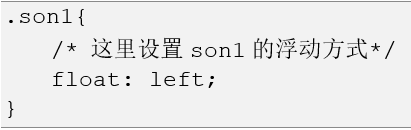 .son1{
/* 这里设置 son1 的浮动方式*/
float: left;
}